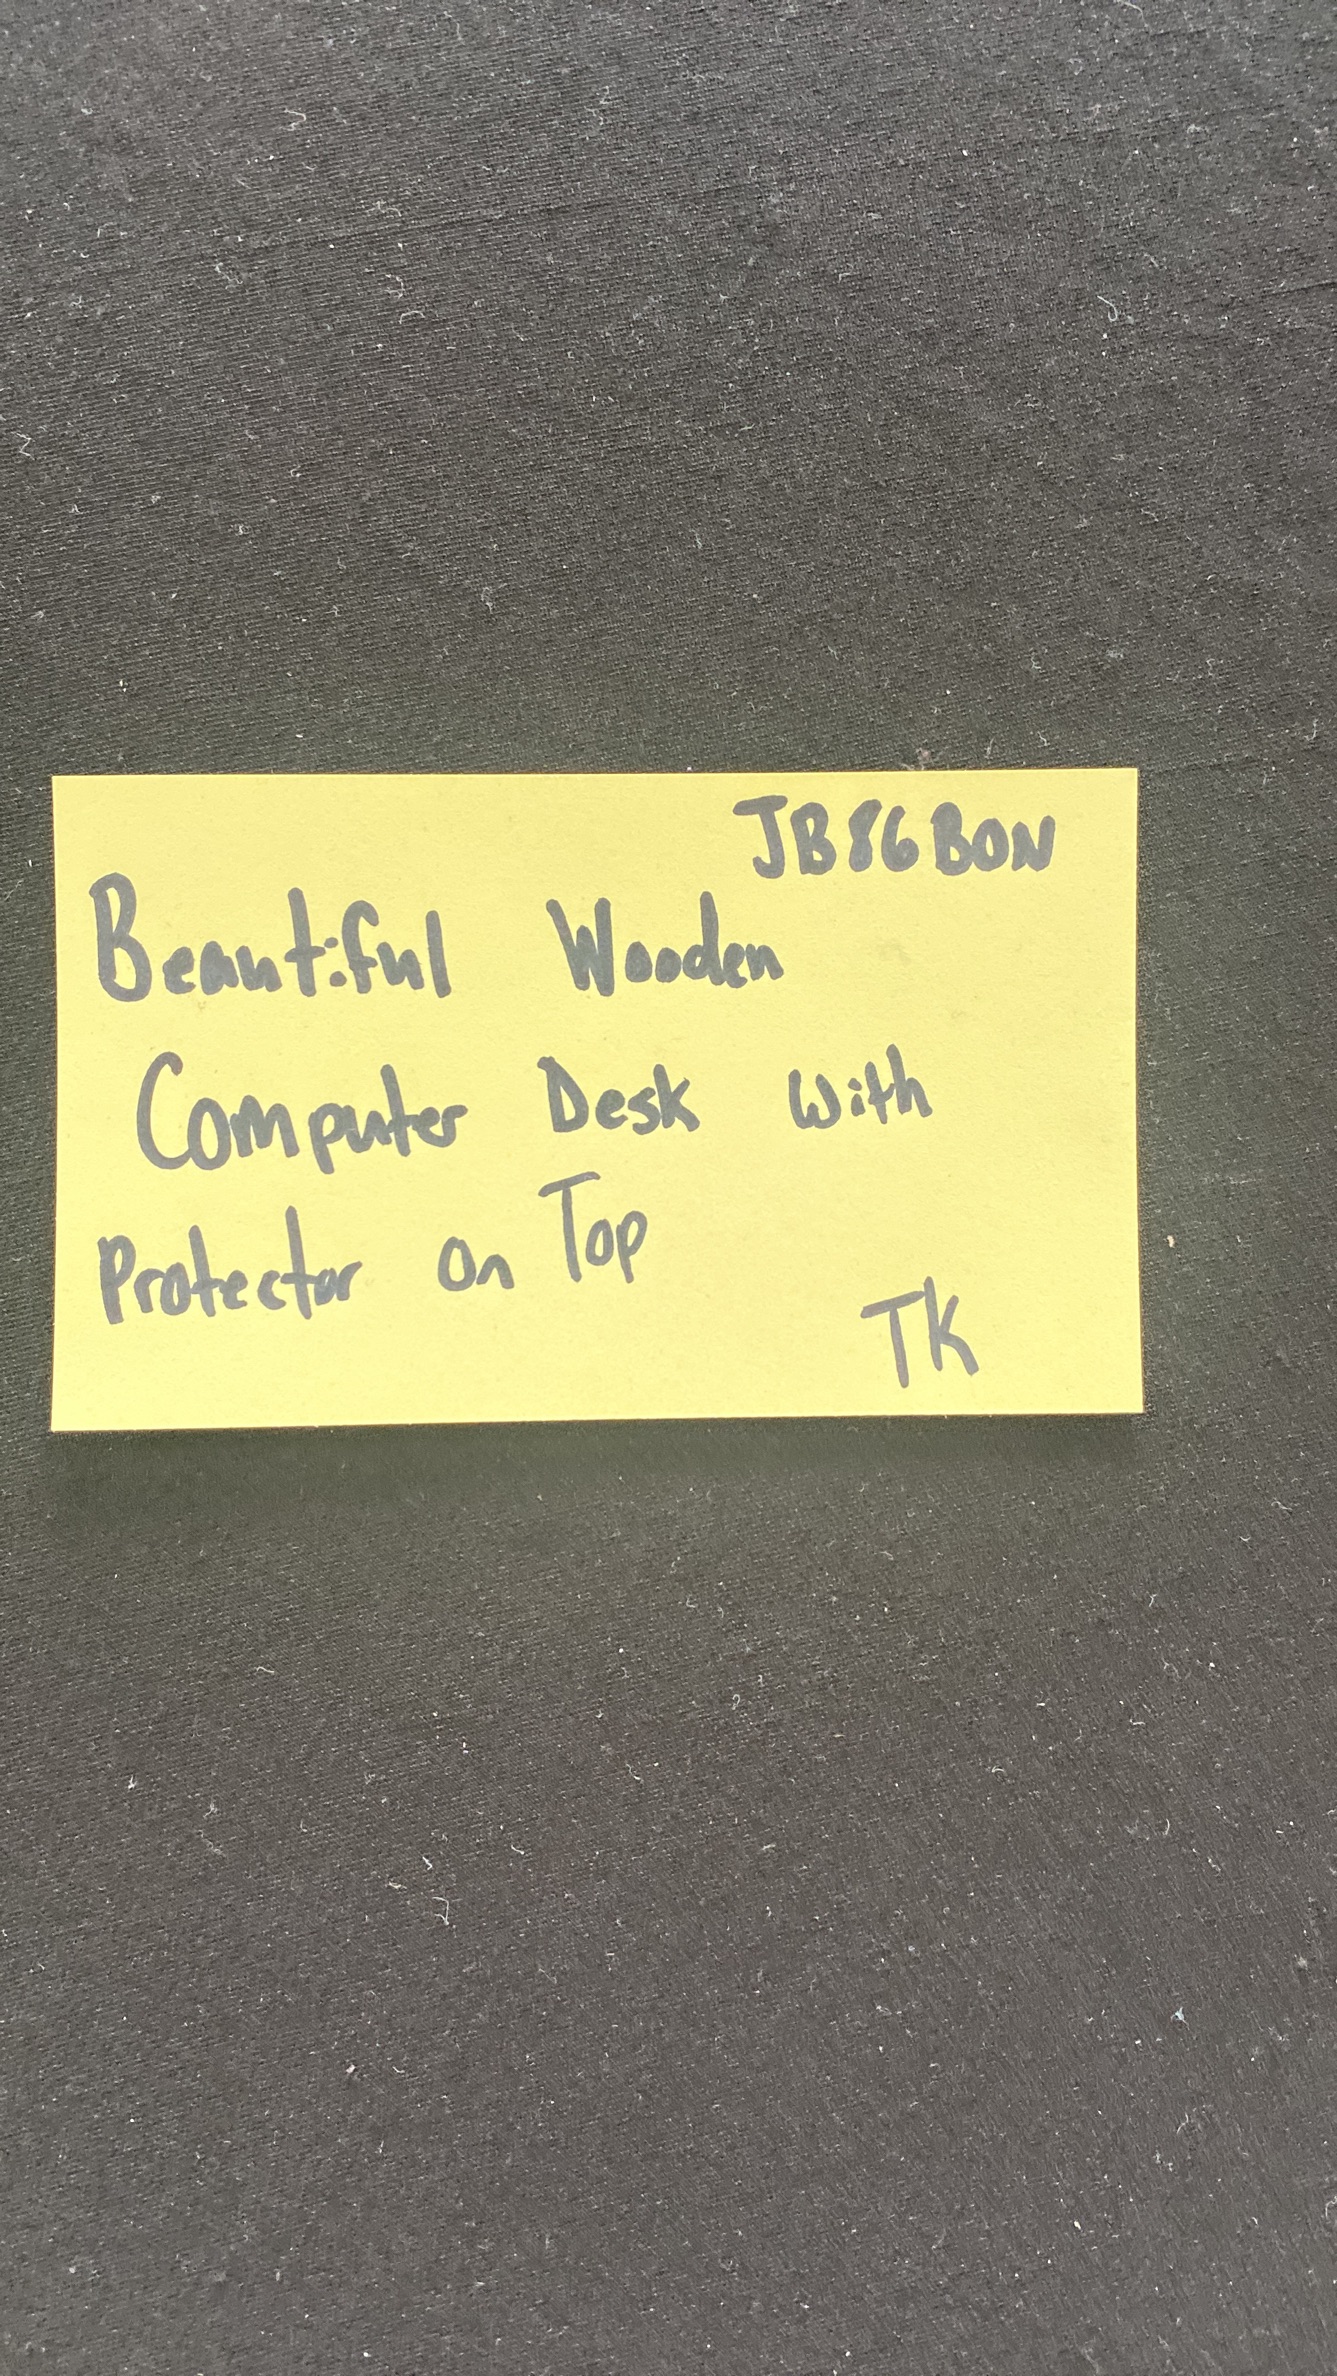 JB86BON
Beautiful Wooden
Computer Desk With
Protector On Top
TK